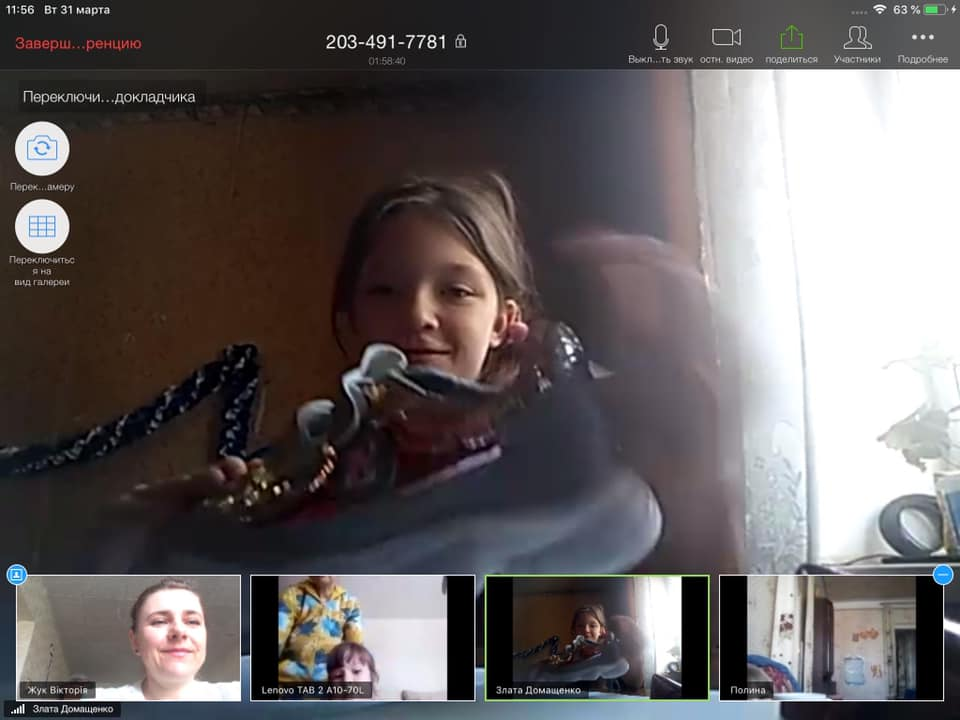 11:56 Вт 31 марта
63 %
Заверш...ренцию
203-491-7781
01:58:40
Выкл...ть звук
остн. видео
поделиться
Участники
Подробнее
Переключи...докладчика
Перек...амеру
Переключитьс
я на
вид галереи
Жук Вікторія
Lenovo TAB 2 A10-70L
Злата Домащенко
Полина
Злата Домащенко